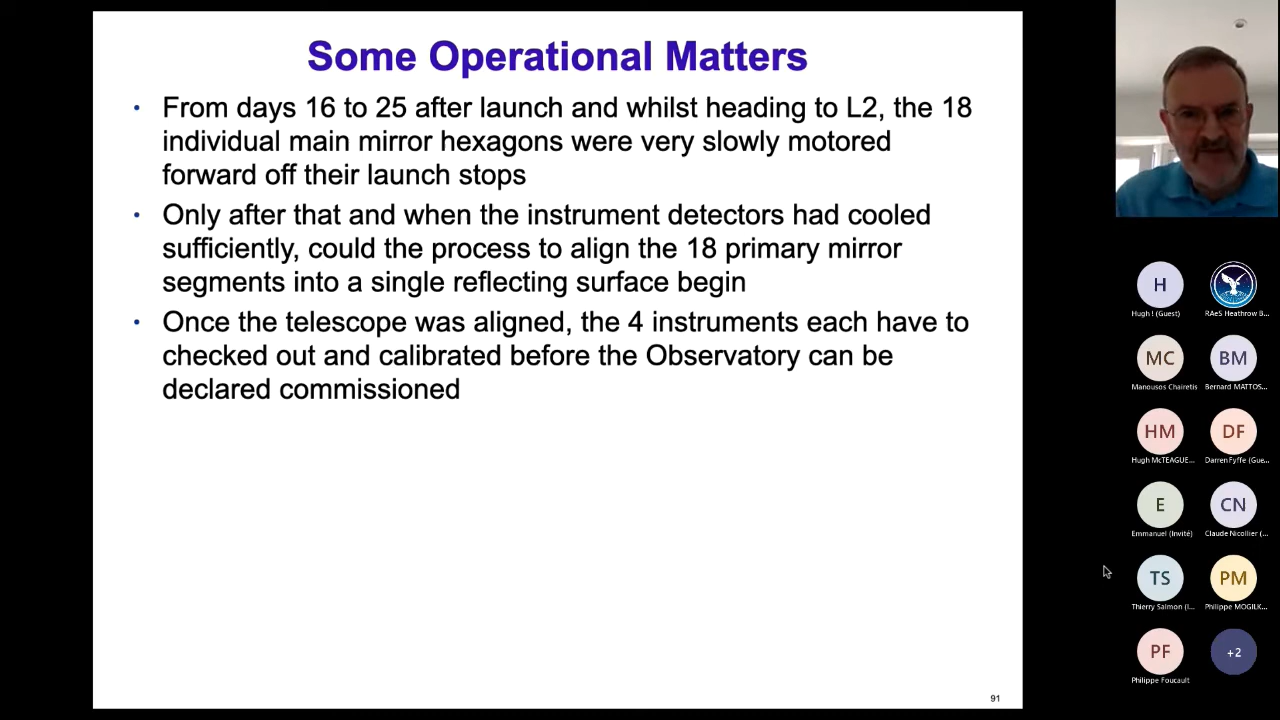 Some Operational Matters
• From days 16 to 25 after launch and whilst heading to L2, the 18
individual main mirror hexagons were very slowly motored
forward off their launch stops
• Only after that and when the instrument detectors had cooled
sufficiently, could the process to align the 18 primary mirror
segments into a single reflecting surface begin
• Once the telescope was aligned, the 4 instruments each have to
checked out and calibrated before the Observatory can be
declared commissioned
91
H
Hugh ! (Guest)
RAeS Heathrow B...
MC
Manousos Chairetis
BM
Bernard MATTOS...
HM
Hugh McTEAGUE...
DF
Darren Fyffe (Gue...
E
Emmanuel (Invité)
CN
Claude Nicollier (...
TS
Thierry Salmon (I...
PM
Philippe MOGILK...
PF
Philippe Foucault
+2